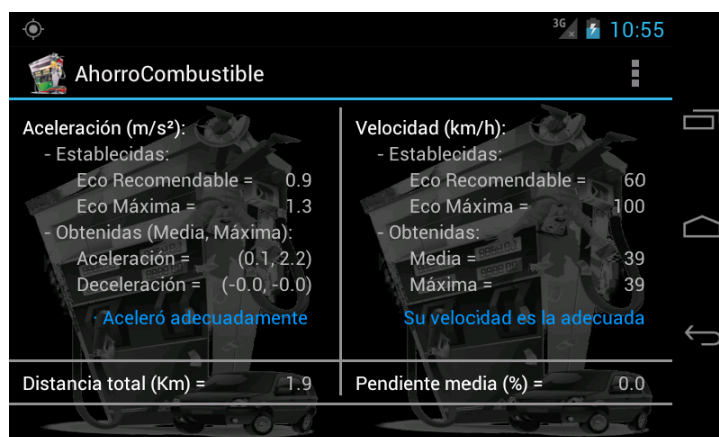 3G 10:55
AhorroCombustible
Aceleración (m/s²):
- Establecidas:
Eco Recomendable = 0.9
Eco Máxima = 1.3
- Obtenidas (Media, Máxima):
Aceleración = (0.1, 2.2)
Deceleración = (-0.0, -0.0)
· Aceleró adecuadamente
Velocidad (km/h):
- Establecidas:
Eco Recomendable = 60
Eco Máxima = 100
- Obtenidas:
Media = 39
Máxima = 39
Su velocidad es la adecuada
Distancia total (Km) = 1.9
Pendiente media (%) = 0.0